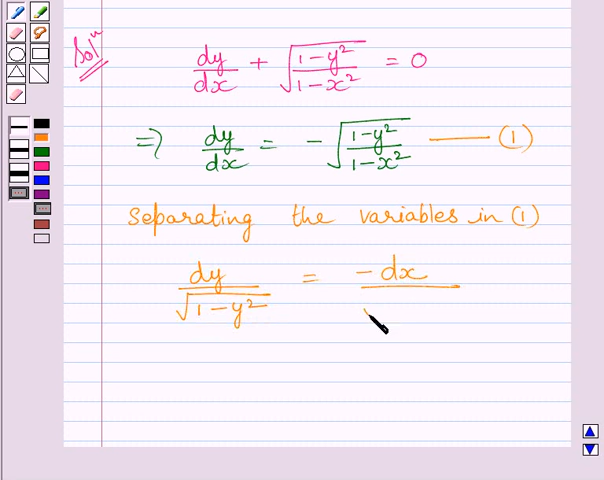 Solⁿ
dy/dx + √((1-y²)/(1-x²)) = 0
⇒ dy/dx = -√((1-y²)/(1-x²)) —— (1)
Separating the variables in (1)
dy/√(1-y²) = -dx/